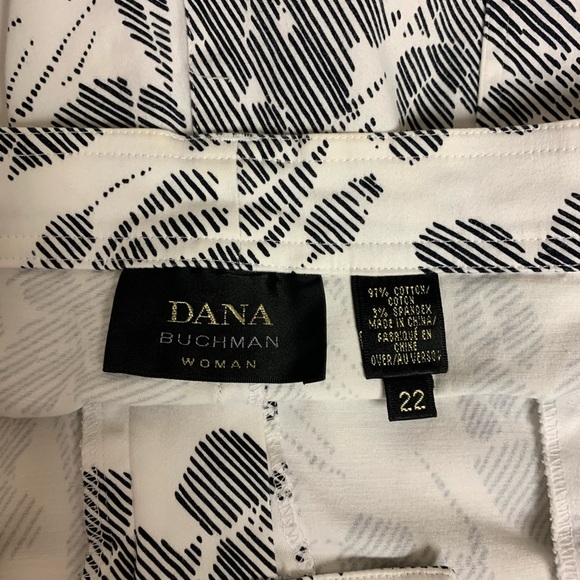 DANA
BUCHMAN
WOMAN
97% COTTON/
COTON
3% SPANDEX
MADE IN CHINA/
FABRIQUÉ EN
CHINE
OVER/AU VERSO
22